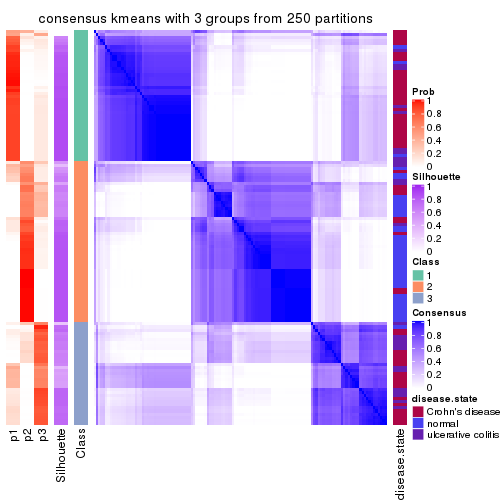 consensus kmeans with 3 groups from 250 partitions
Prob
1
0.8
0.6
0.4
0.2
0
Silhouette
1
0.8
0.6
0.4
0.2
0
Class
1
2
3
Consensus
1
0.8
0.6
0.4
0.2
0
disease.state
Crohn's disease
normal
ulcerative colitis
p1
p2
p3
Silhouette
Class
disease.state